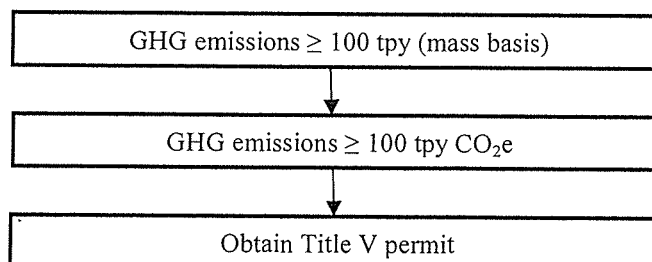 GHG emissions ≥ 100 tpy (mass basis)
GHG emissions ≥ 100 tpy CO₂e
Obtain Title V permit